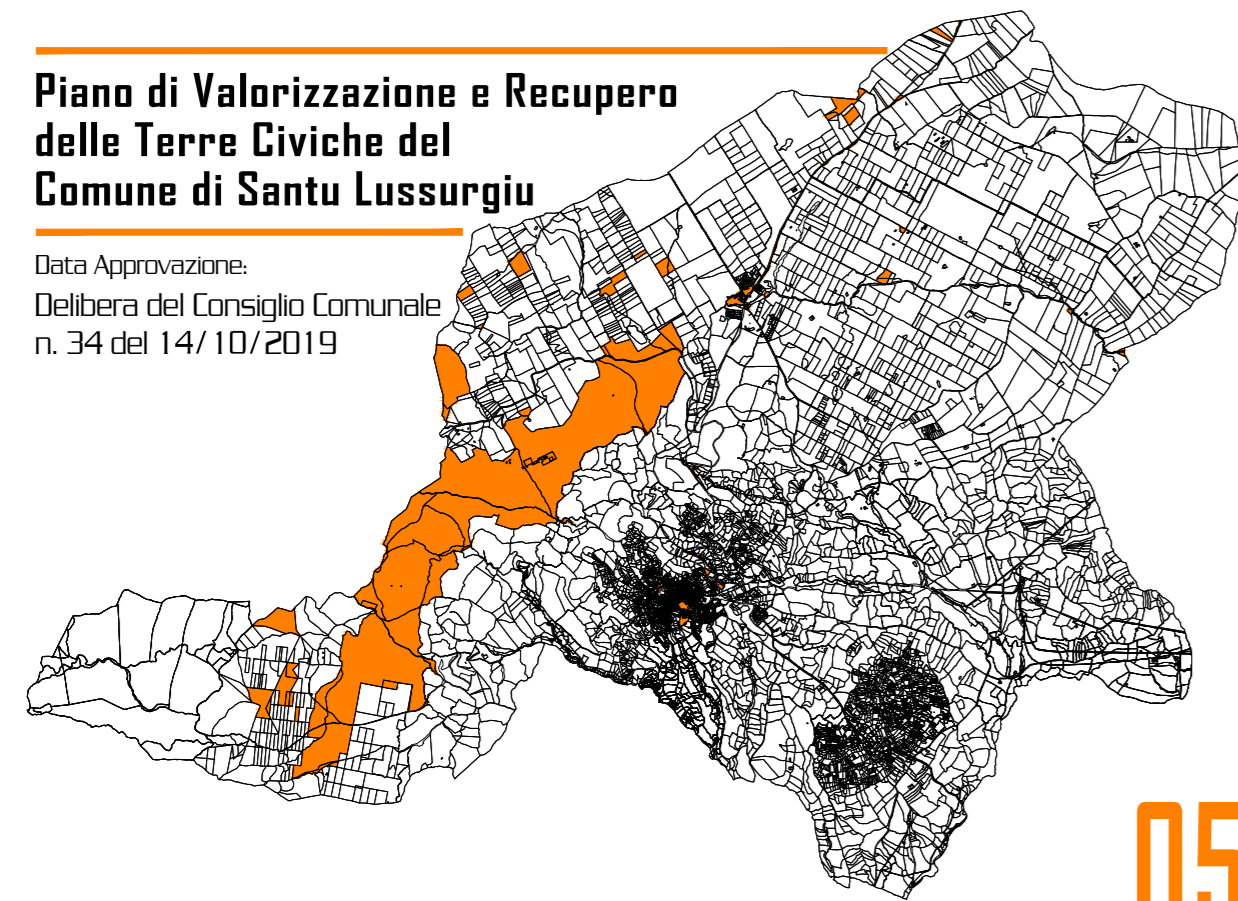 Piano di Valorizzazione e Recupero
delle Terre Civiche del
Comune di Santu Lussurgiu
Data Approvazione:
Delibera del Consiglio Comunale
n. 34 del 14/10/2019
05